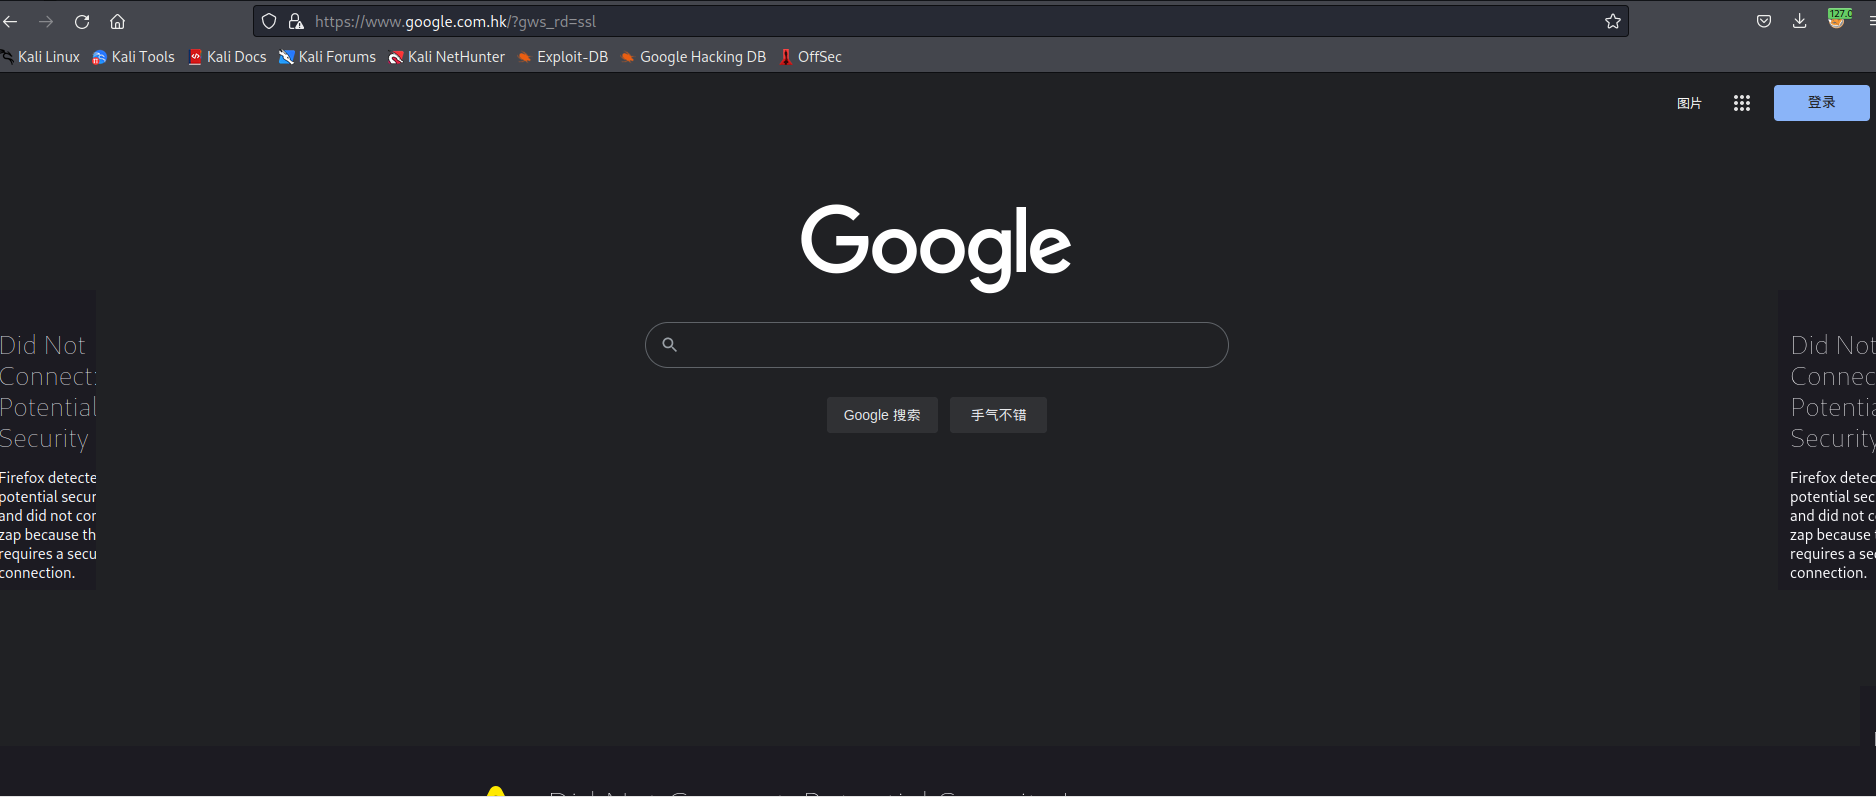 https://www.google.com.hk/?gws_rd=ssl
127.0
Kali Linux Kali Tools Kali Docs Kali Forums Kali NetHunter Exploit-DB Google Hacking DB OffSec
图片 登录
Google
Google 搜索 手气不错
Did Not
Connect:
Potential
Security
Firefox detecte
potential secur
and did not cor
zap because th
requires a secu
connection.
Did Not
Connec
Potentia
Security
Firefox detec
potential sec
and did not c
zap because
requires a se
connection.